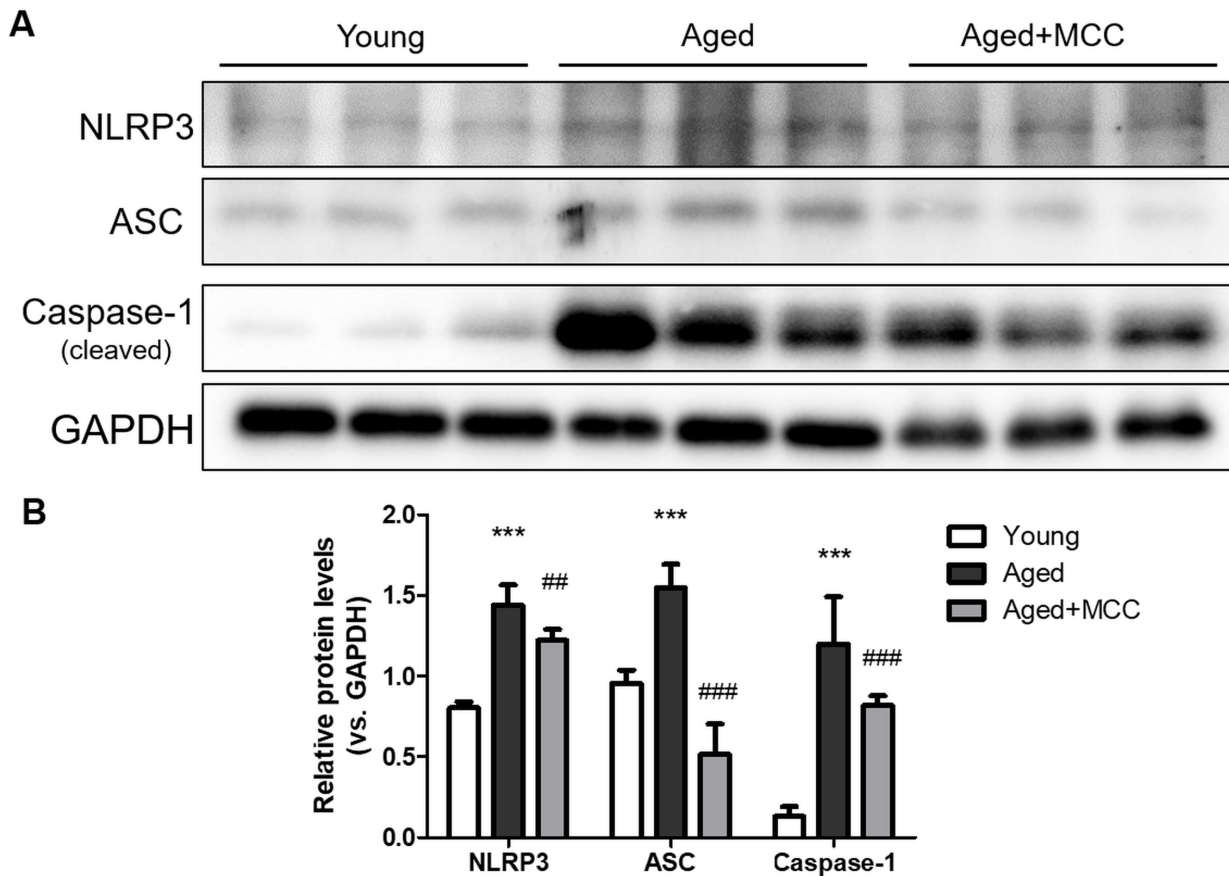 A
Young Aged Aged+MCC
NLRP3
ASC
Caspase-1
(cleaved)
GAPDH
B
Relative protein levels
(vs. GAPDH)
2.0
1.5
1.0
0.5
0.0
*** ## *** ### *** ###
NLRP3 ASC Caspase-1
Young
Aged
Aged+MCC